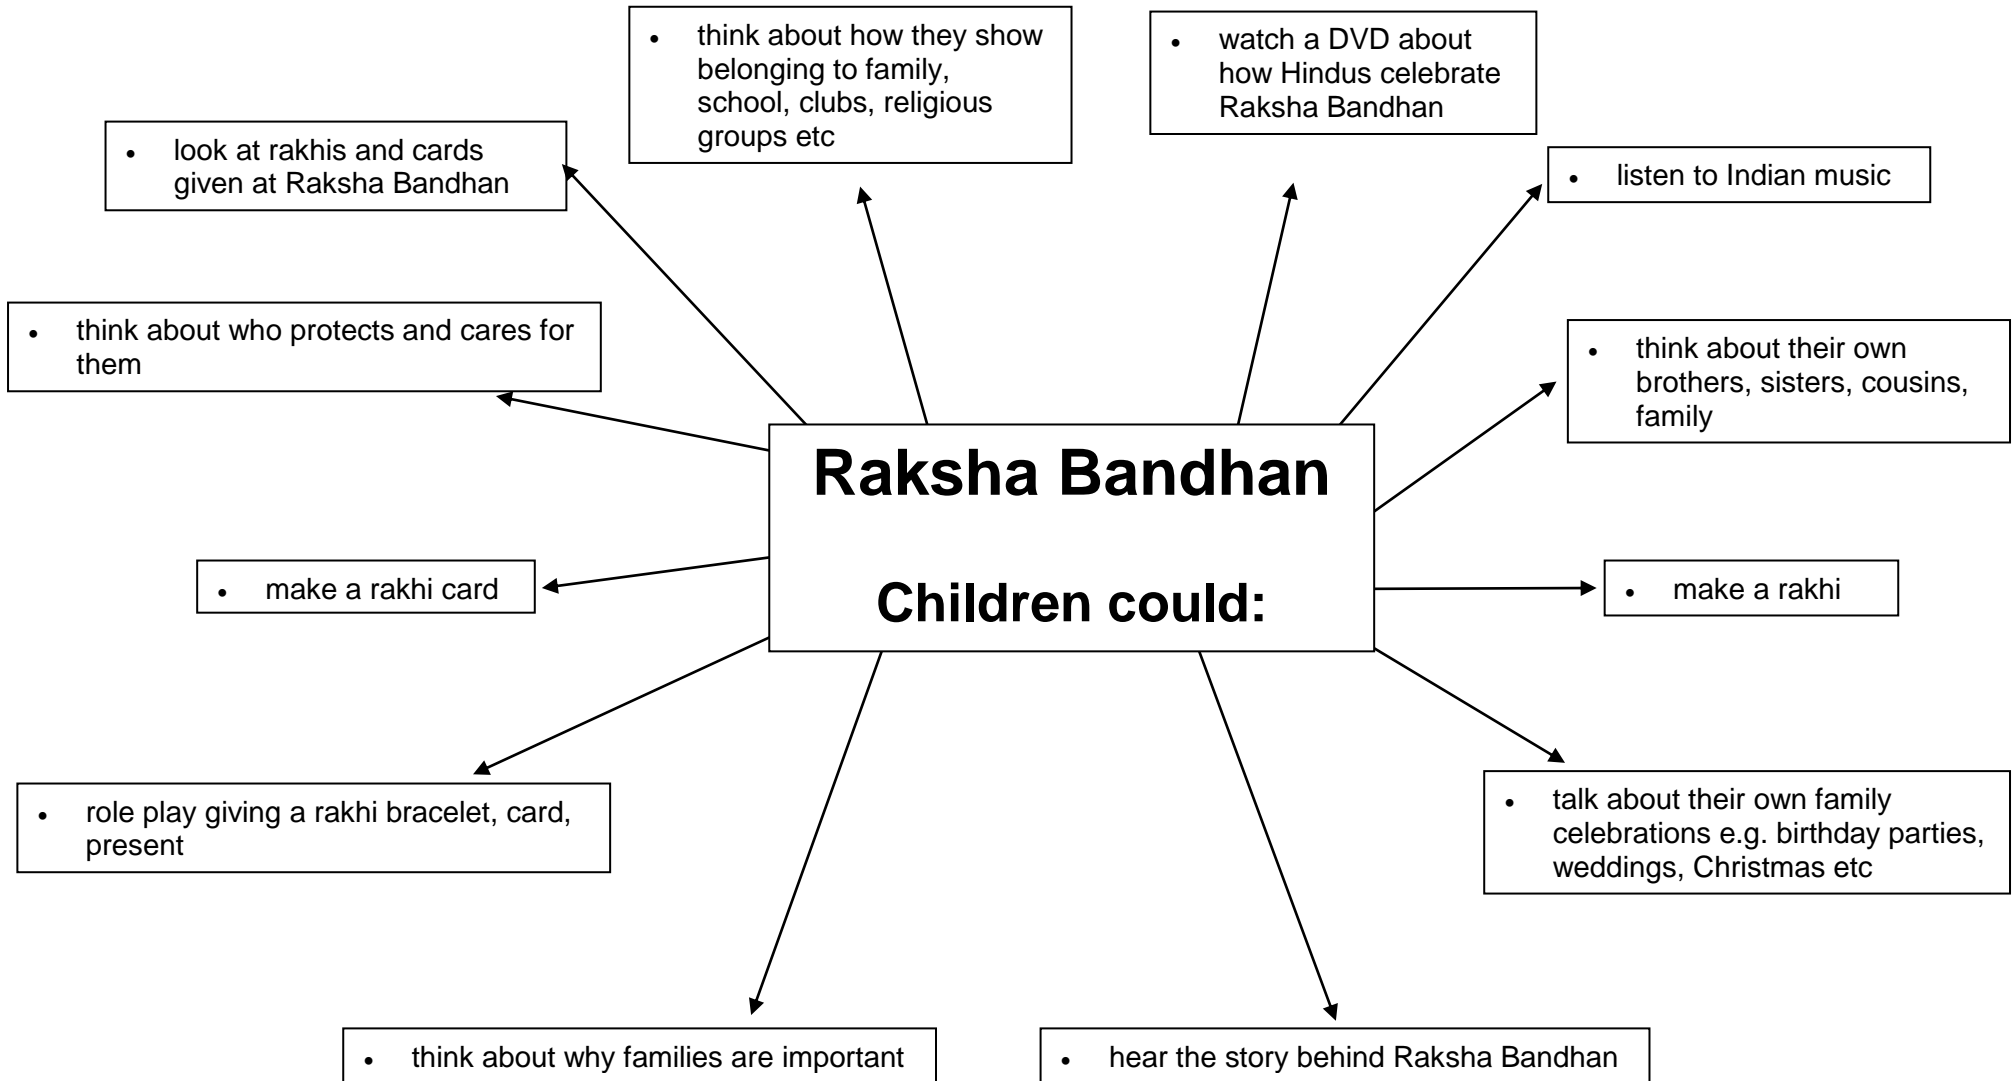 • think about how they show
belonging to family,
school, clubs, religious
groups etc
• watch a DVD about
how Hindus celebrate
Raksha Bandhan
• look at rakhis and cards
given at Raksha Bandhan
• listen to Indian music
• think about who protects and cares for
them
• think about their own
brothers, sisters, cousins,
family
Raksha Bandhan
Children could:
• make a rakhi card
• make a rakhi
• role play giving a rakhi bracelet, card,
present
• talk about their own family
celebrations e.g. birthday parties,
weddings, Christmas etc
• think about why families are important
• hear the story behind Raksha Bandhan